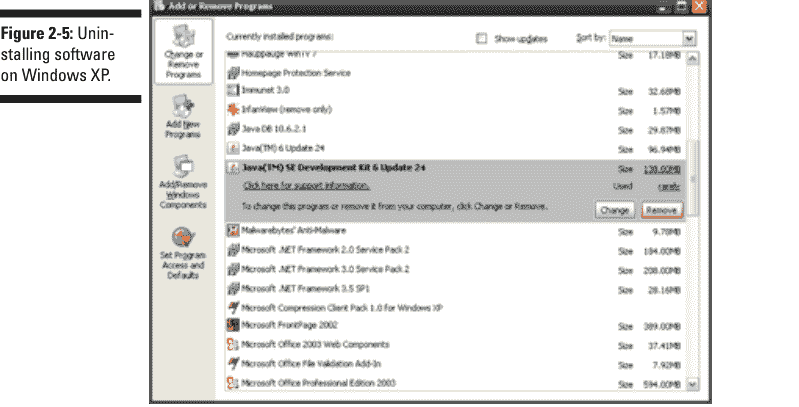 Figure 2-5: Unin-
stalling software
on Windows XP.
Add or Remove Programs
Change or
Remove
Programs
Add New
Programs
Add/Remove
Windows
Components
Set Program
Access and
Defaults
Currently installed programs:
Show updates
Sort by: Name
Hauppauge WinTV 7 Size 17.18MB
Homepage Protection Service
Immunet 3.0 Size 32.68MB
IrfanView (remove only) Size 1.57MB
Java DB 10.6.2.1 Size 29.87MB
Java(TM) 6 Update 24 Size 96.94MB
Java(TM) SE Development Kit 6 Update 24 Size 138.00MB
Click here for support information. Used rarely
To change this program or remove it from your computer, click Change or Remove. Change Remove
Malwarebytes' Anti-Malware Size 9.78MB
Microsoft .NET Framework 2.0 Service Pack 2 Size 184.00MB
Microsoft .NET Framework 3.0 Service Pack 2 Size 208.00MB
Microsoft .NET Framework 3.5 SP1 Size 28.16MB
Microsoft Compression Client Pack 1.0 for Windows XP
Microsoft FrontPage 2002 Size 389.00MB
Microsoft Office 2003 Web Components Size 37.41MB
Microsoft Office File Validation Add-In Size 7.92MB
Microsoft Office Professional Edition 2003 Size 594.00MB